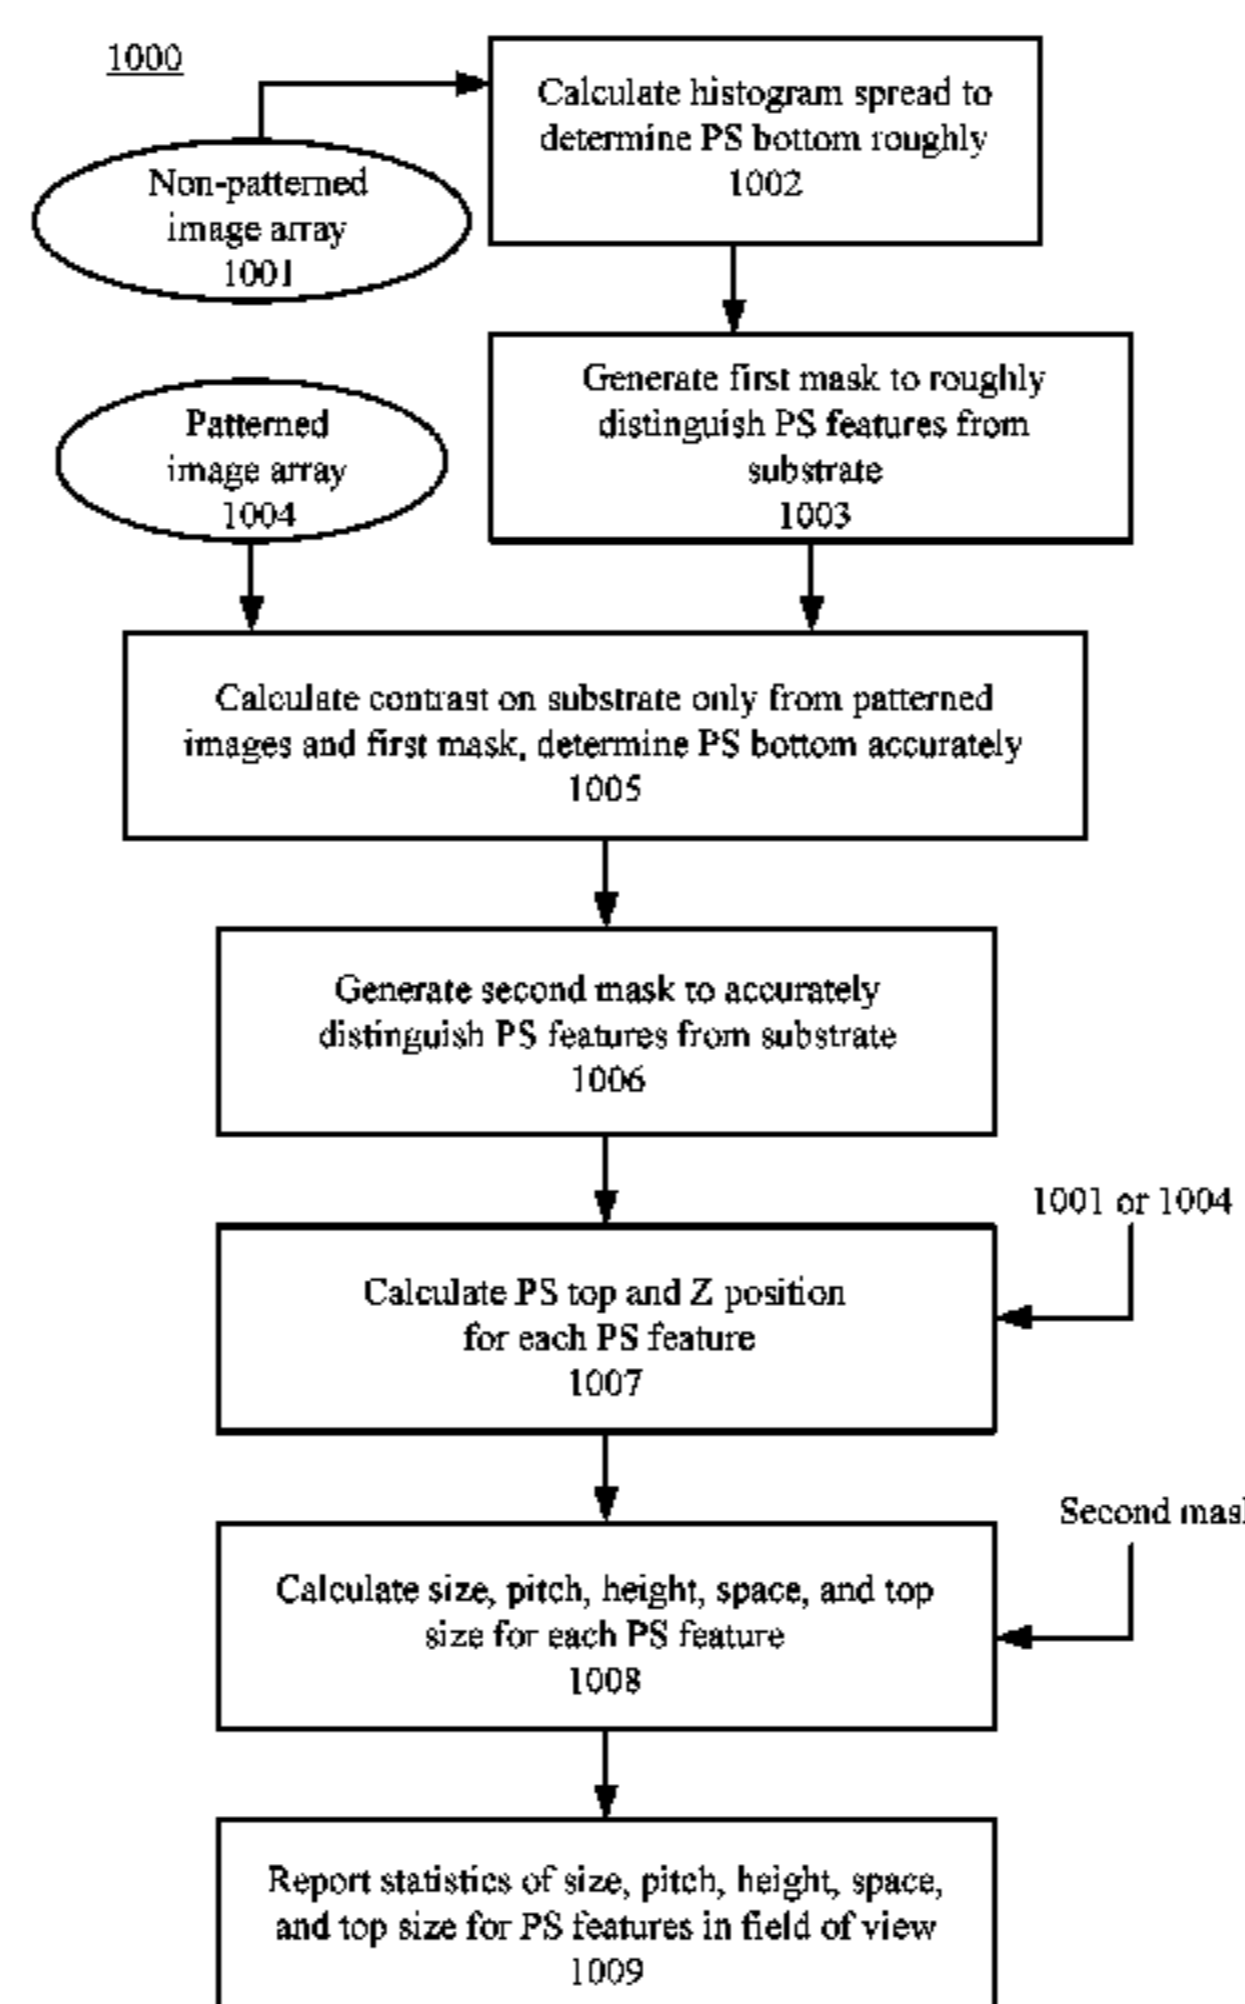 1000
Calculate histogram spread to
determine PS bottom roughly
1002
Non-patterned
image array
1001
Generate first mask to roughly
distinguish PS features from
substrate
1003
Patterned
image array
1004
Calculate contrast on substrate only from patterned
images and first mask, determine PS bottom accurately
1005
Generate second mask to accurately
distinguish PS features from substrate
1006
1001 or 1004
Calculate PS top and Z position
for each PS feature
1007
Second
Calculate size, pitch, height, space, and top
size for each PS feature
1008
Report statistics of size, pitch, height, space,
and top size for PS features in field of view
1009